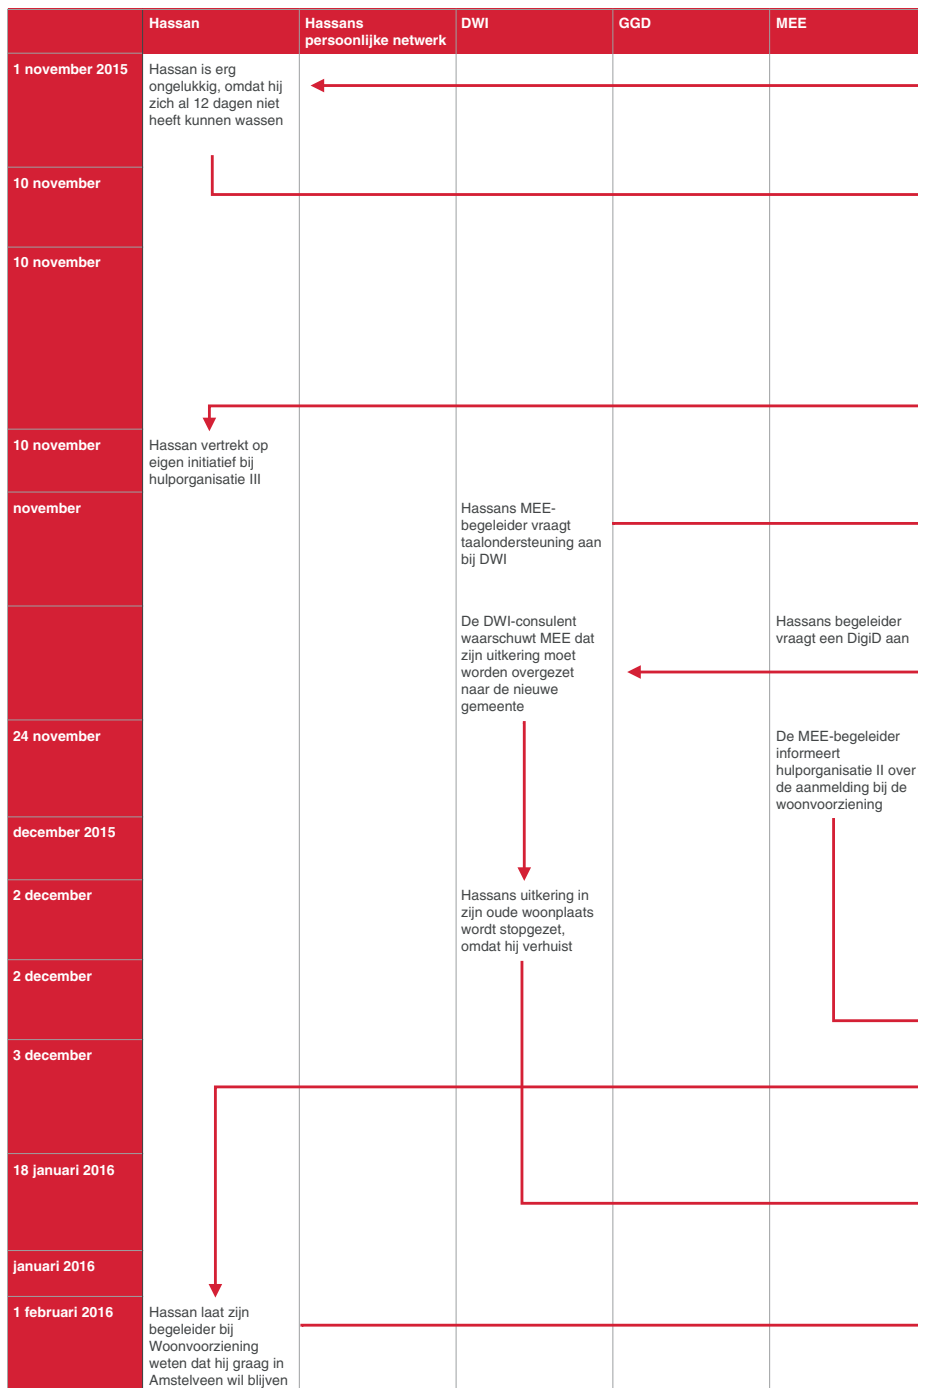 Hassan
Hassans
persoonlijke netwerk
DWI
GGD
MEE
1 november 2015
Hassan is erg
ongelukkig, omdat hij
zich al 12 dagen niet
heeft kunnen wassen
10 november
10 november
10 november
Hassan vertrekt op
eigen initiatief bij
hulporganisatie III
november
Hassans MEE-
begeleider vraagt
taalondersteuning aan
bij DWI
De DWI-consulent
waarschuwt MEE dat
zijn uitkering moet
worden overgezet
naar de nieuwe
gemeente
Hassans begeleider
vraagt een DigiD aan
24 november
De MEE-begeleider
informeert
hulporganisatie II over
de aanmelding bij de
woonvoorziening
december 2015
2 december
Hassans uitkering in
zijn oude woonplaats
wordt stopgezet,
omdat hij verhuist
2 december
3 december
18 januari 2016
januari 2016
1 februari 2016
Hassan laat zijn
begeleider bij
Woonvoorziening
weten dat hij graag in
Amstelveen wil blijven